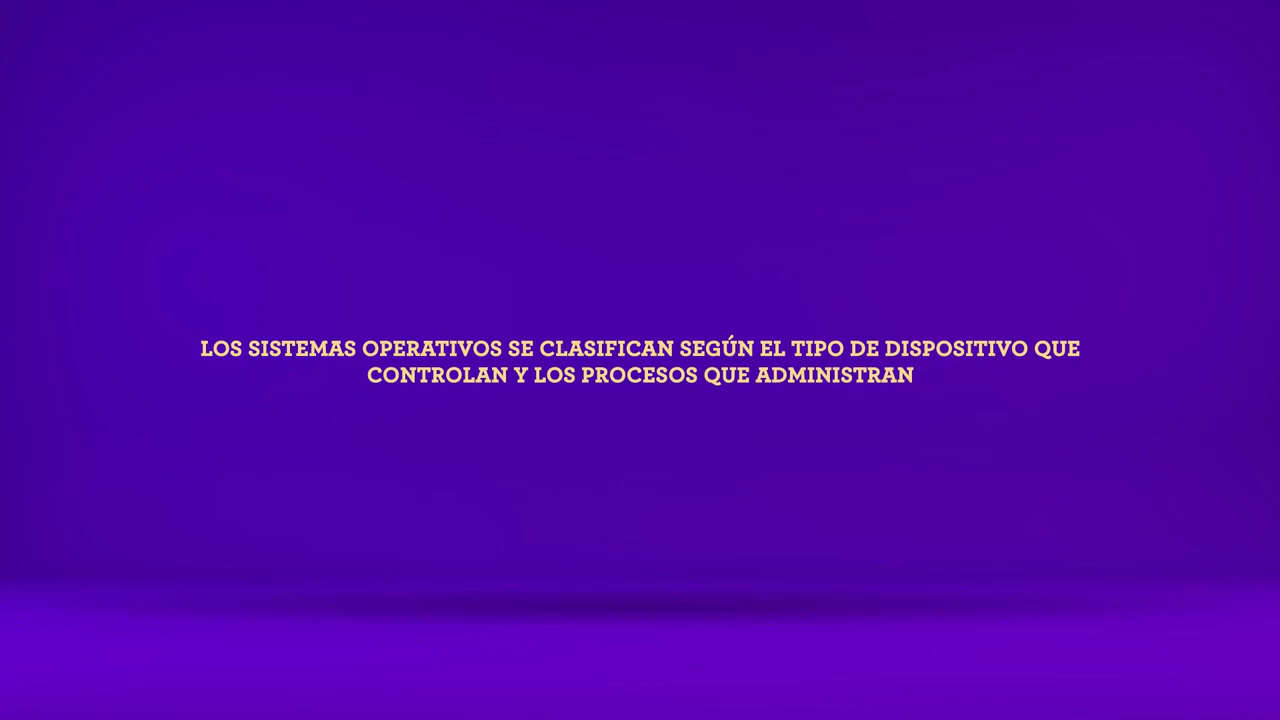 LOS SISTEMAS OPERATIVOS SE CLASIFICAN SEGÚN EL TIPO DE DISPOSITIVO QUE
CONTROLAN Y LOS PROCESOS QUE ADMINISTRAN